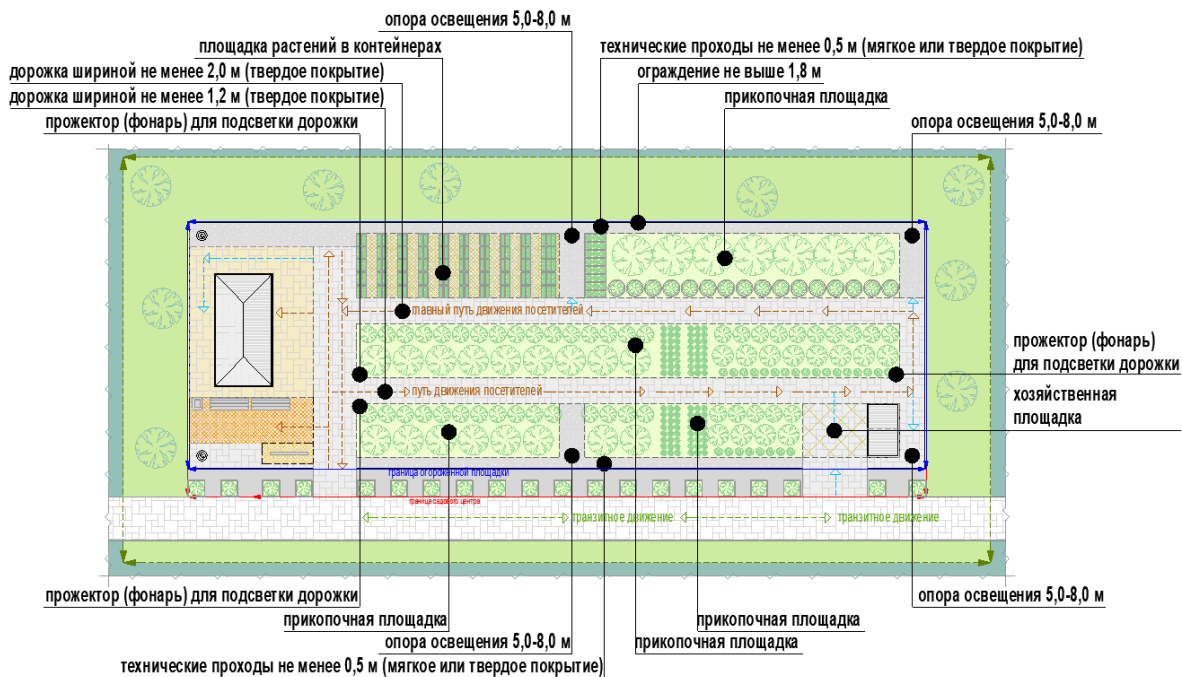 опора освещения 5,0-8,0 м
площадка растений в контейнерах
технические проходы не менее 0,5 м (мягкое или твердое покрытие)
дорожка шириной не менее 2,0 м (твердое покрытие)
ограждение не выше 1,8 м
дорожка шириной не менее 1,2 м (твердое покрытие)
прикопочная площадка
прожектор (фонарь) для подсветки дорожки
опора освещения 5,0-8,0 м
главный путь движения посетителей
прожектор (фонарь)
для подсветки дорожки
путь движения посетителей
хозяйственная
площадка
граница огороженной площадки
граница садового центра
транзитное движение
транзитное движение
прожектор (фонарь) для подсветки дорожки
опора освещения 5,0-8,0 м
прикопочная площадка
прикопочная площадка
опора освещения 5,0-8,0 м
прикопочная площадка
технические проходы не менее 0,5 м (мягкое или твердое покрытие)